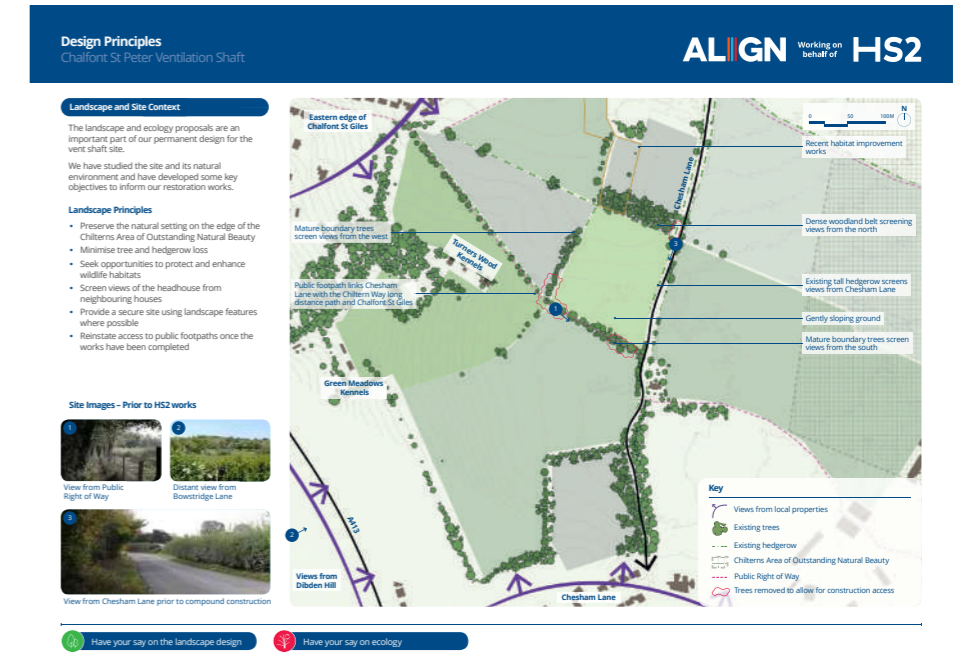 Design Principles
Chalfont St Peter Ventilation Shaft
ALIGN
Working on
behalf of
HS2
Landscape and Site Context
The landscape and ecology proposals are an
important part of our permanent design for the
vent shaft site.
We have studied the site and its natural
environment and have developed some key
objectives to inform our restoration works.
Landscape Principles
• Preserve the natural setting on the edge of the
Chilterns Area of Outstanding Natural Beauty
• Minimise tree and hedgerow loss
• Seek opportunities to protect and enhance
wildlife habitats
• Screen views of the headhouse from
neighbouring houses
• Provide a secure site using landscape features
where possible
• Reinstate access to public footpaths once the
works have been completed
Site Images – Prior to HS2 works
1
2
View from Public
Right of Way
Distant view from
Bowstridge Lane
3
View from Chesham Lane prior to compound construction
Eastern edge of
Chalfont St Giles
N
0 50 100M
Recent habitat improvement
works
Chesham Lane
Mature boundary trees
screen views from the west
Dense woodland belt screening
views from the north
3
Turners Wood
Kennels
Public footpath links Chesham
Lane with the Chiltern Way long
distance path and Chalfont St Giles
Existing tall hedgerow screens
views from Chesham Lane
1
Gently sloping ground
Mature boundary trees screen
views from the south
Green Meadows
Kennels
A413
2
Views from
Dibden Hill
Chesham Lane
Key
Views from local properties
Existing trees
Existing hedgerow
Chilterns Area of Outstanding Natural Beauty
Public Right of Way
Trees removed to allow for construction access
Have your say on the landscape design
Have your say on ecology